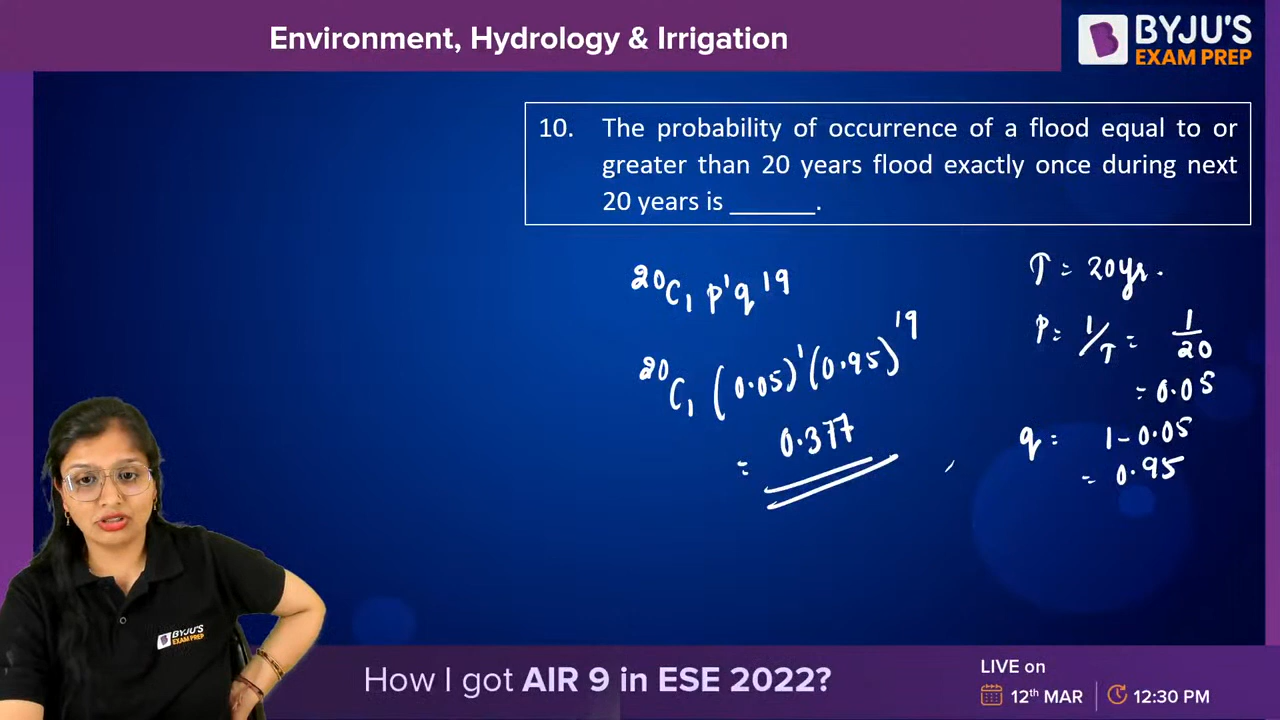 Environment, Hydrology & Irrigation
BYJU'S
EXAM PREP
10. The probability of occurrence of a flood equal to or
greater than 20 years flood exactly once during next
20 years is ______.
²⁰C₁ p¹q¹⁹
²⁰C₁ (0.05)¹(0.95)¹⁹
= 0.377
T = 20yr.
P = 1/T = 1/20
= 0.05
q = 1-0.05
= 0.95
BYJU'S
EXAM PREP
How I got AIR 9 in ESE 2022?
LIVE on
12th MAR | 12:30 PM